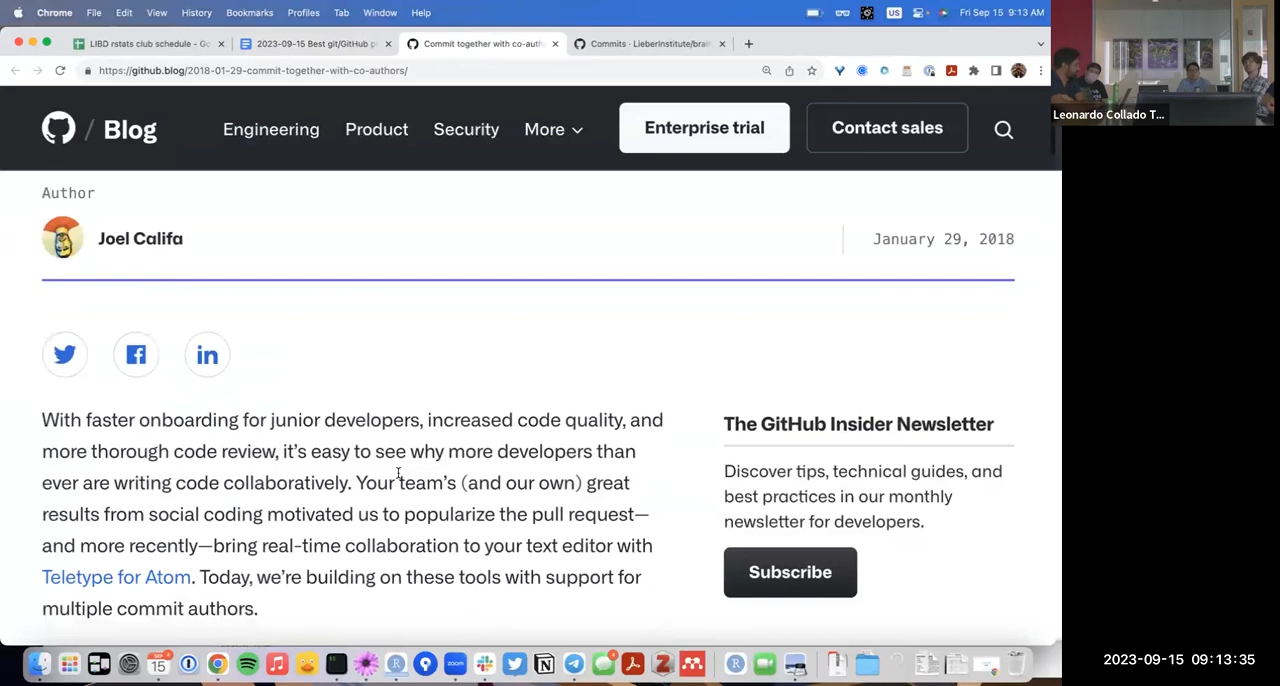 Chrome File Edit View History Bookmarks Profiles Tab Window Help US Fri Sep 15 9:13 AM
LIBD rstats club schedule - Go 2023-09-15 Best git/GitHub p Commit together with co-auth Commits · LieberInstitute/brai
https://github.blog/2018-01-29-commit-together-with-co-authors/
/ Blog Engineering Product Security More Enterprise trial Contact sales
Author
Joel Califa January 29, 2018
With faster onboarding for junior developers, increased code quality, and
more thorough code review, it's easy to see why more developers than
ever are writing code collaboratively. Your team's (and our own) great
results from social coding motivated us to popularize the pull request—
and more recently—bring real-time collaboration to your text editor with
Teletype for Atom. Today, we're building on these tools with support for
multiple commit authors.
The GitHub Insider Newsletter
Discover tips, technical guides, and
best practices in our monthly
newsletter for developers.
Subscribe
Leonardo Collado T...
15
zoom
2023-09-15 09:13:35